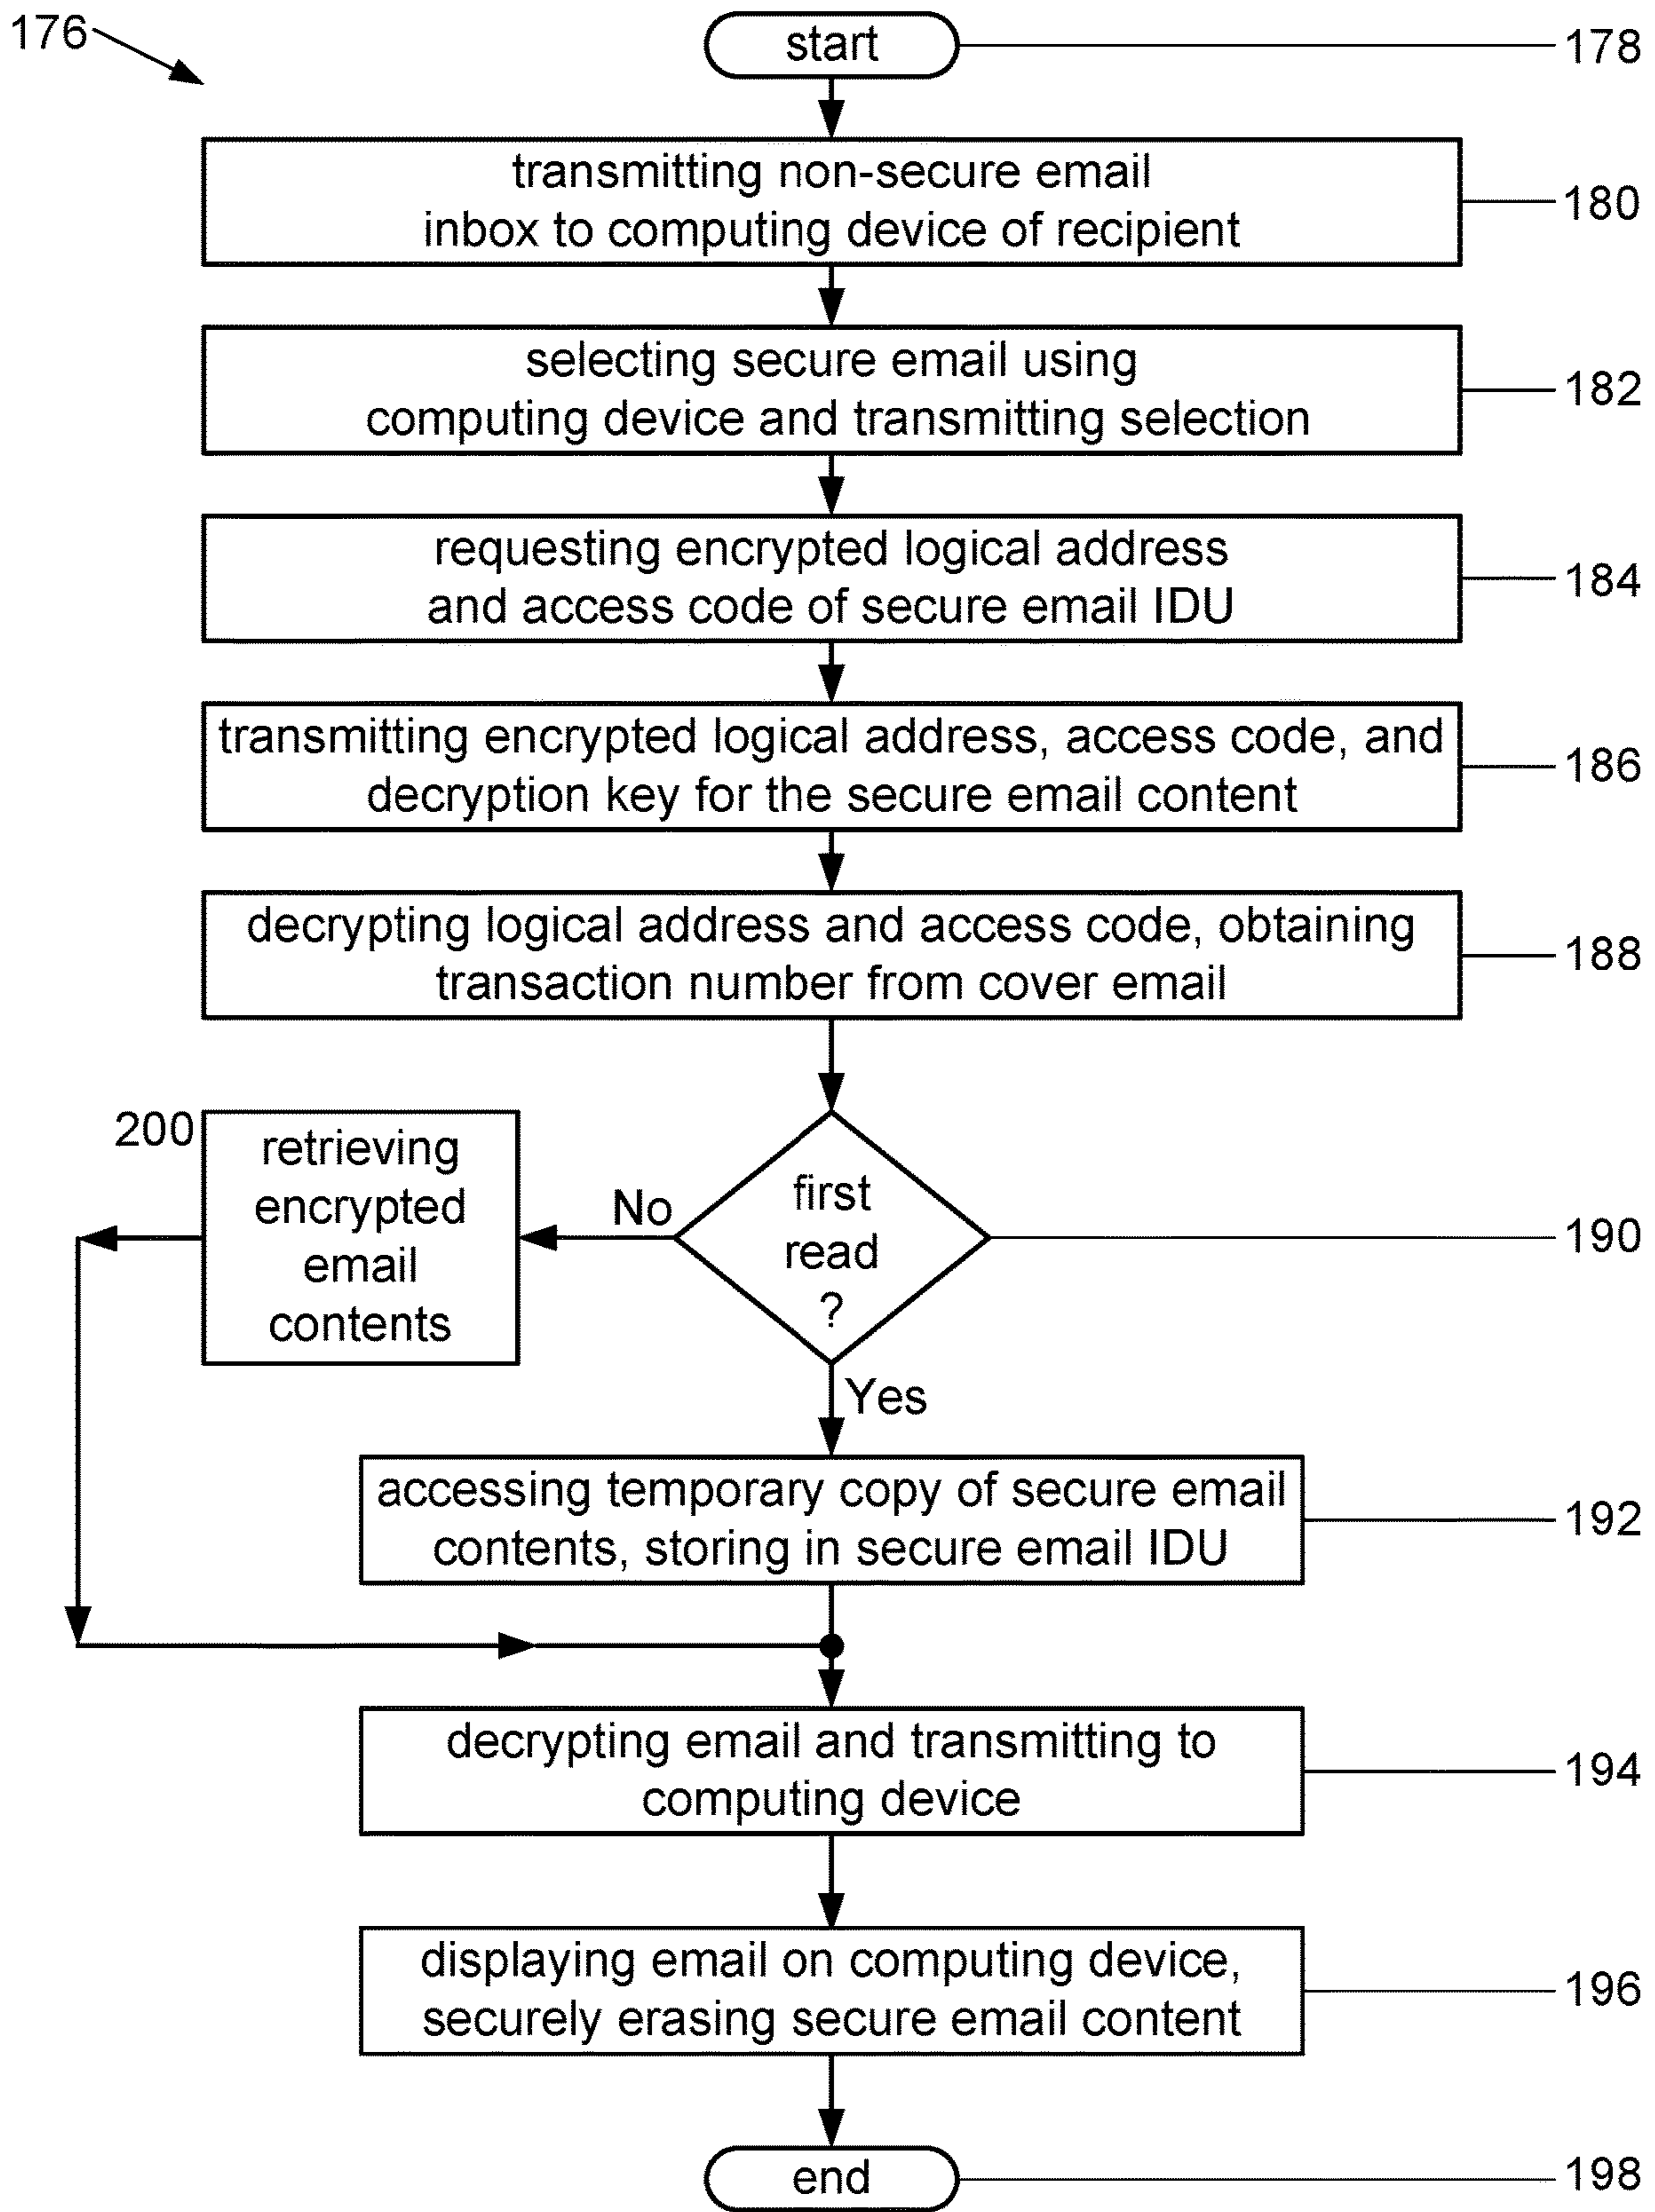 176
start
178
transmitting non-secure email
inbox to computing device of recipient
180
selecting secure email using
computing device and transmitting selection
182
requesting encrypted logical address
and access code of secure email IDU
184
transmitting encrypted logical address, access code, and
decryption key for the secure email content
186
decrypting logical address and access code, obtaining
transaction number from cover email
188
200
retrieving
encrypted
email
contents
No
first
read
?
190
Yes
accessing temporary copy of secure email
contents, storing in secure email IDU
192
decrypting email and transmitting to
computing device
194
displaying email on computing device,
securely erasing secure email content
196
end
198